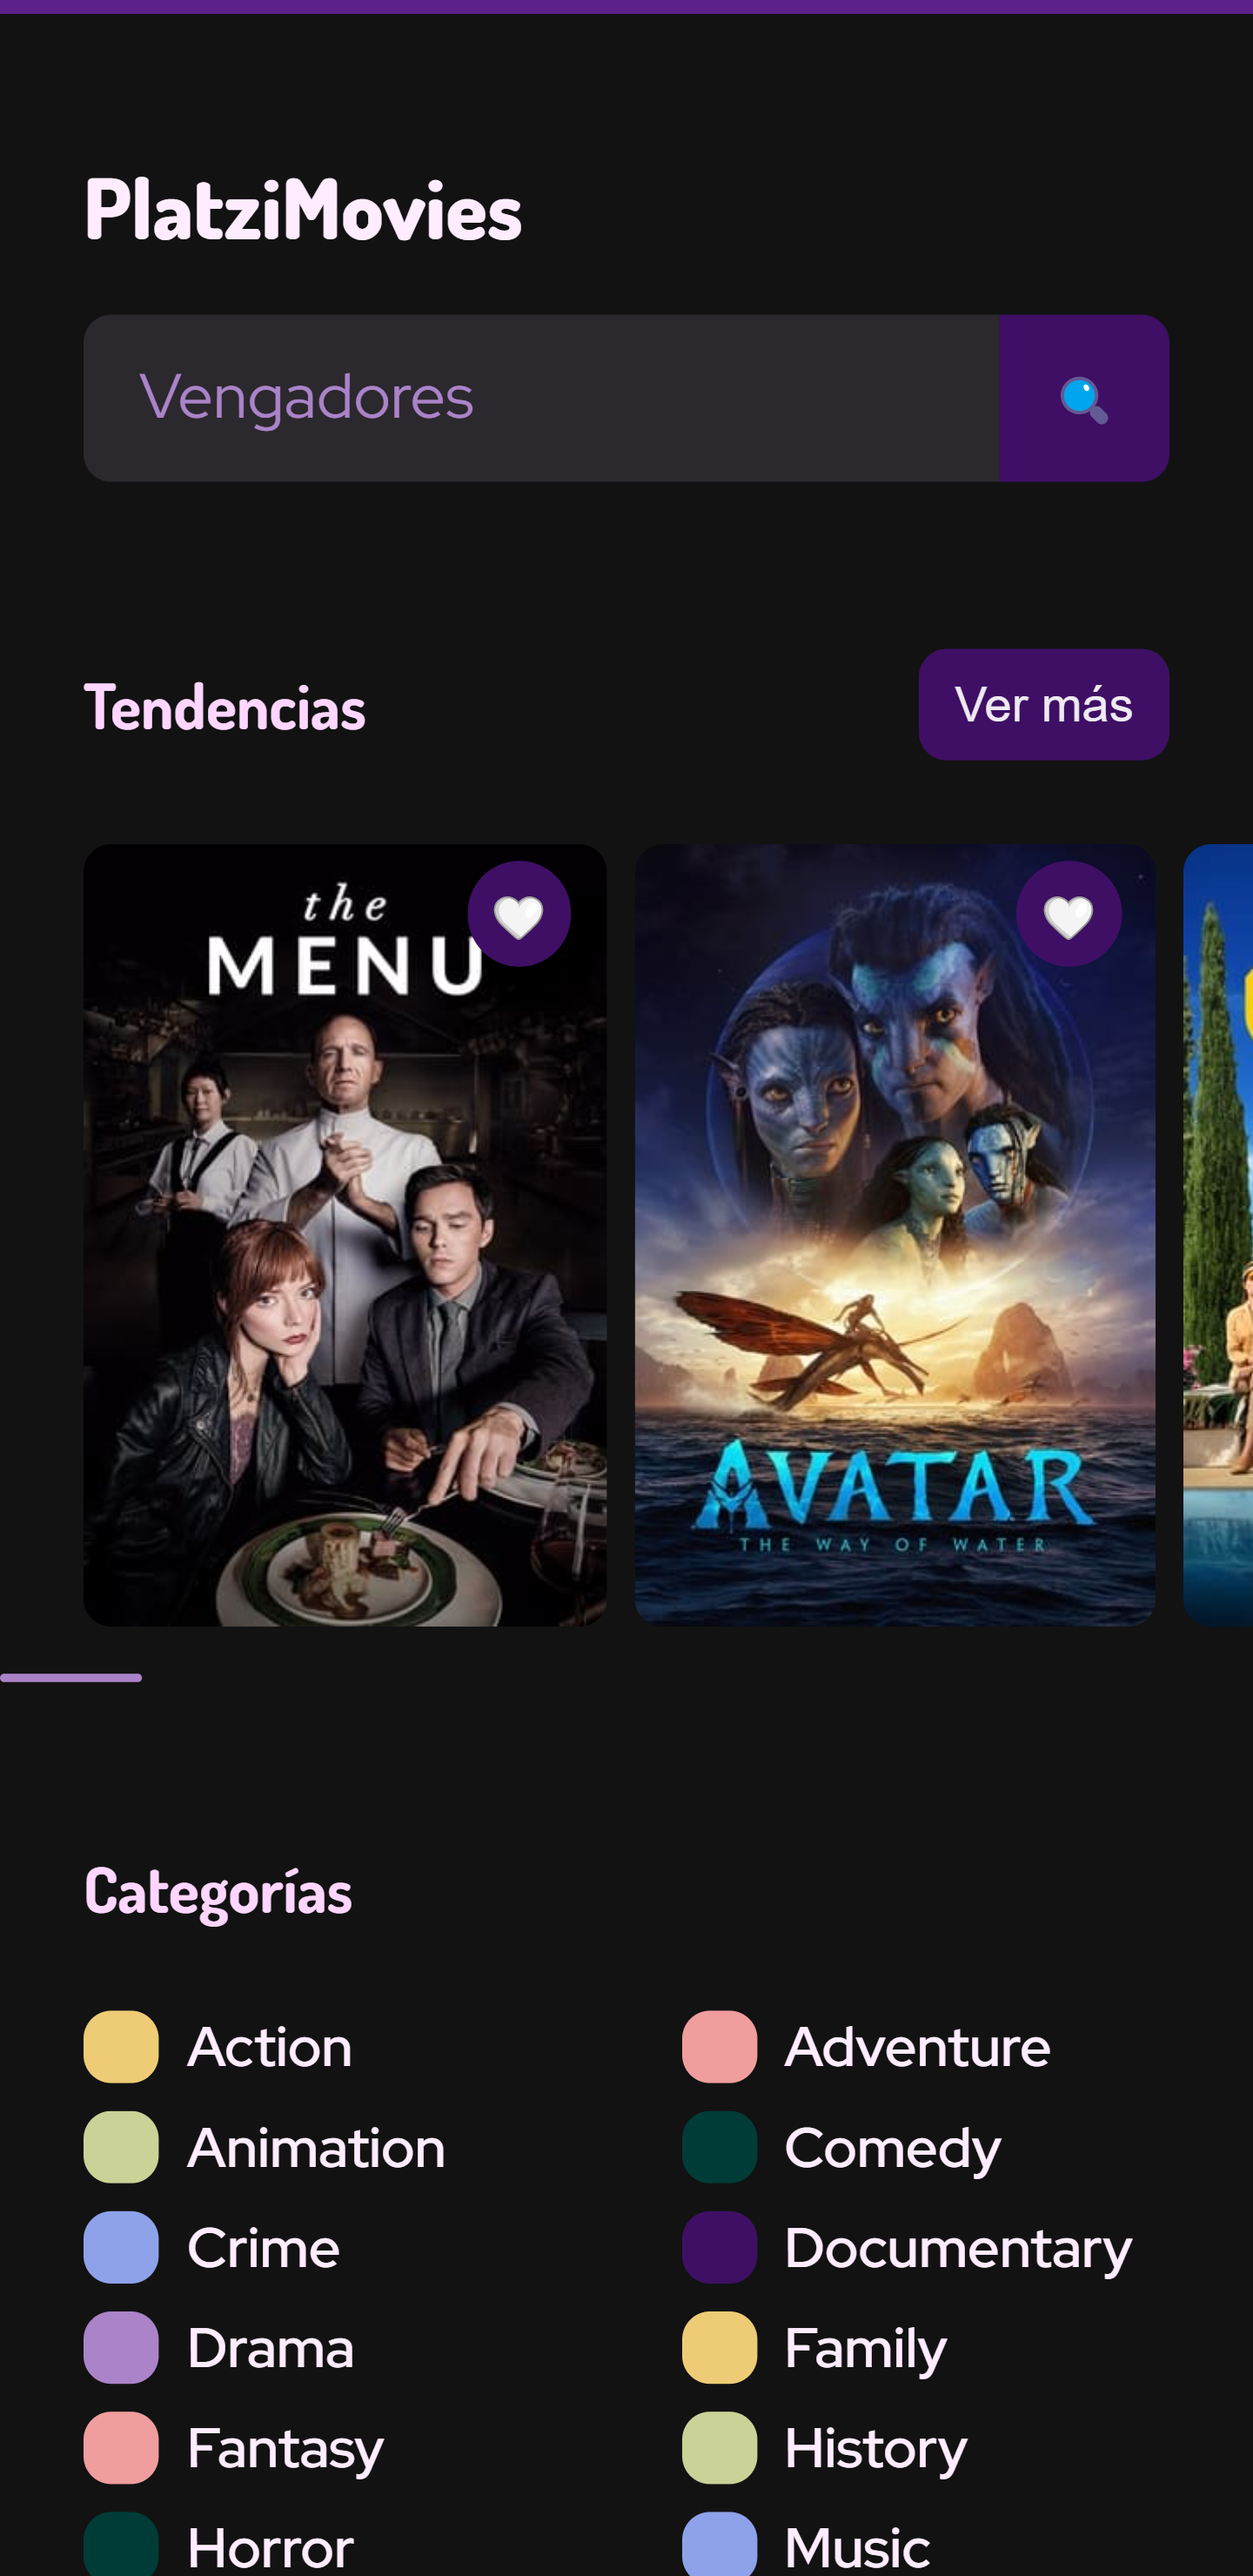 PlatziMovies
Vengadores
Tendencias
Ver más
the
MENU
AVATAR
THE WAY OF WATER
Categorías
Action
Adventure
Animation
Comedy
Crime
Documentary
Drama
Family
Fantasy
History
Horror
Music